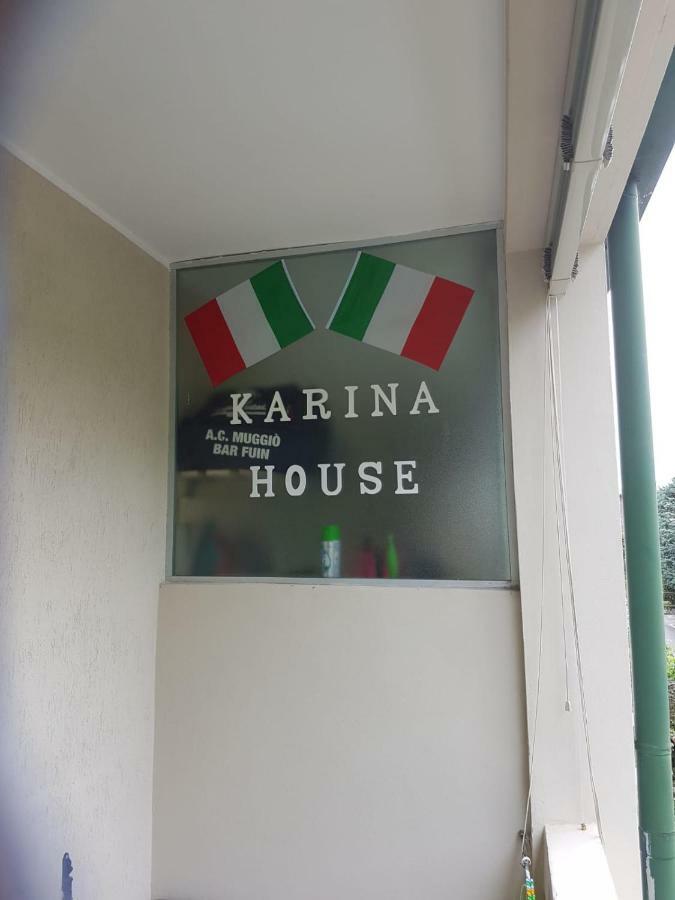 KARINA
A.C. MUGGIÒ
BAR FUIN
HOUSE